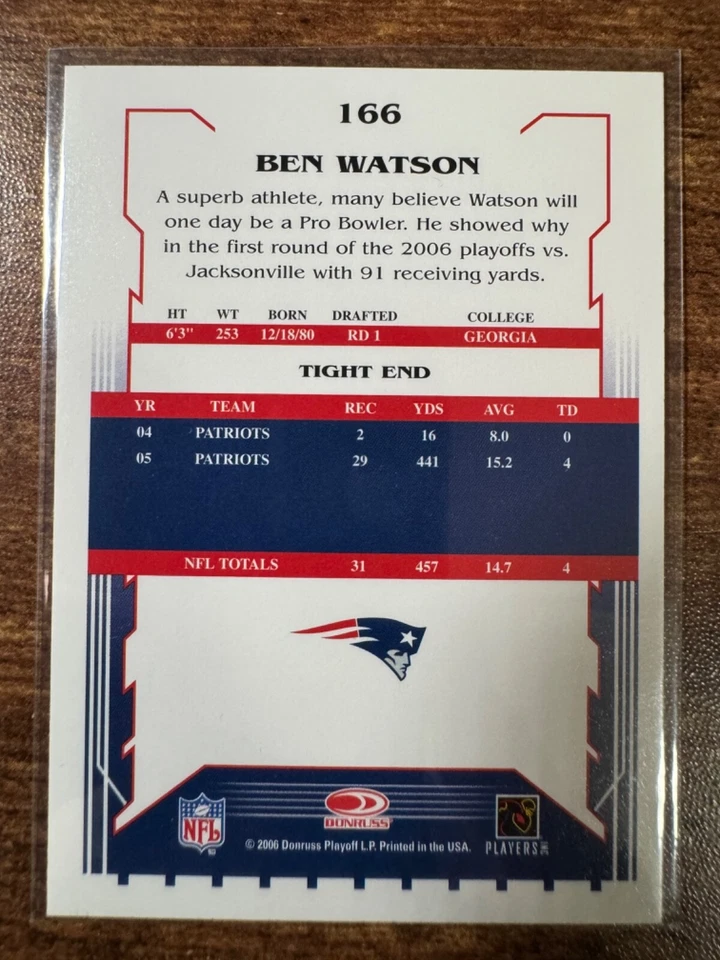 166
BEN WATSON
A superb athlete, many believe Watson will
one day be a Pro Bowler. He showed why
in the first round of the 2006 playoffs vs.
Jacksonville with 91 receiving yards.
HT WT BORN DRAFTED COLLEGE
6'3" 253 12/18/80 RD 1 GEORGIA
TIGHT END
YR TEAM REC YDS AVG TD
04 PATRIOTS 2 16 8.0 0
05 PATRIOTS 29 441 15.2 4
NFL TOTALS 31 457 14.7 4
NFL
DONRUSS
© 2006 Donruss Playoff L.P. Printed in the USA.
PLAYERS INC